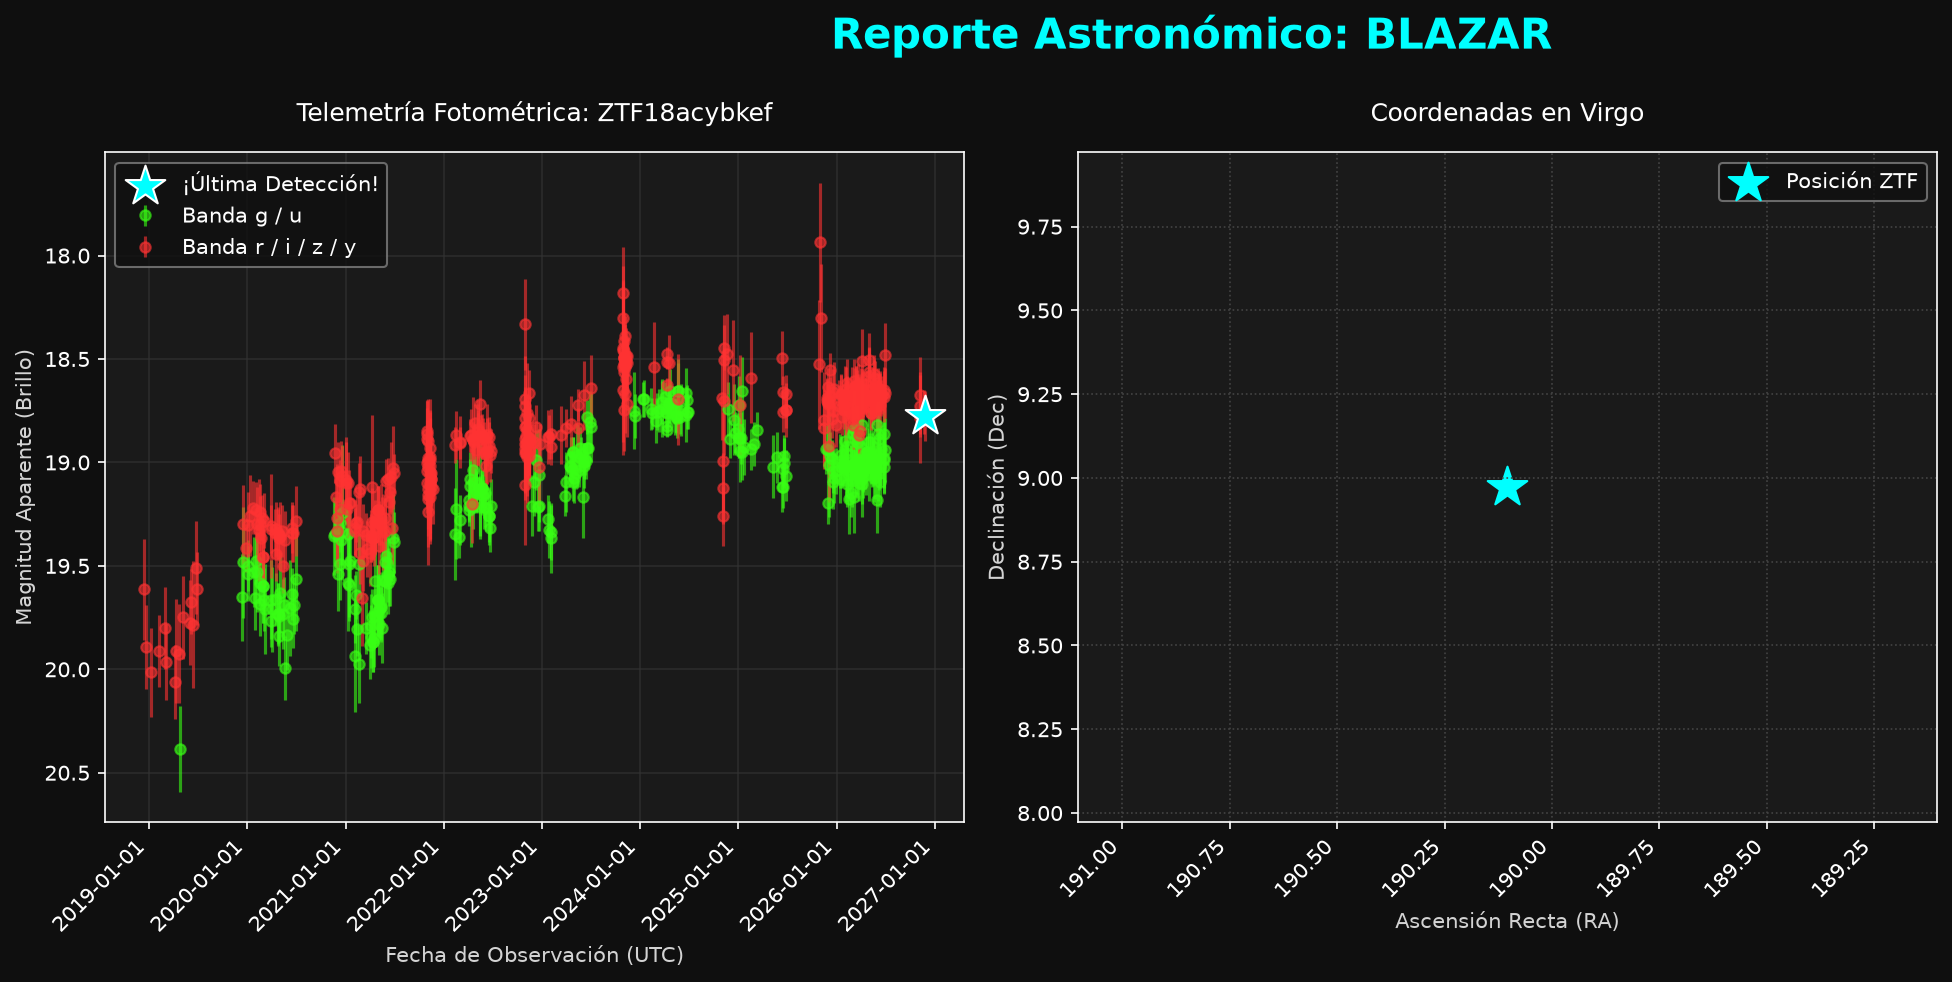 Reporte Astronómico: BLAZAR
Telemetría Fotométrica: ZTF18acybkef
¡Última Detección!
Banda g / u
Banda r / i / z / y
Magnitud Aparente (Brillo)
18.0
18.5
19.0
19.5
20.0
20.5
2019-01-01
2020-01-01
2021-01-01
2022-01-01
2023-01-01
2024-01-01
2025-01-01
2026-01-01
2027-01-01
Fecha de Observación (UTC)
Coordenadas en Virgo
Posición ZTF
Declinación (Dec)
9.75
9.50
9.25
9.00
8.75
8.50
8.25
8.00
191.00
190.75
190.50
190.25
190.00
189.75
189.50
189.25
Ascensión Recta (RA)